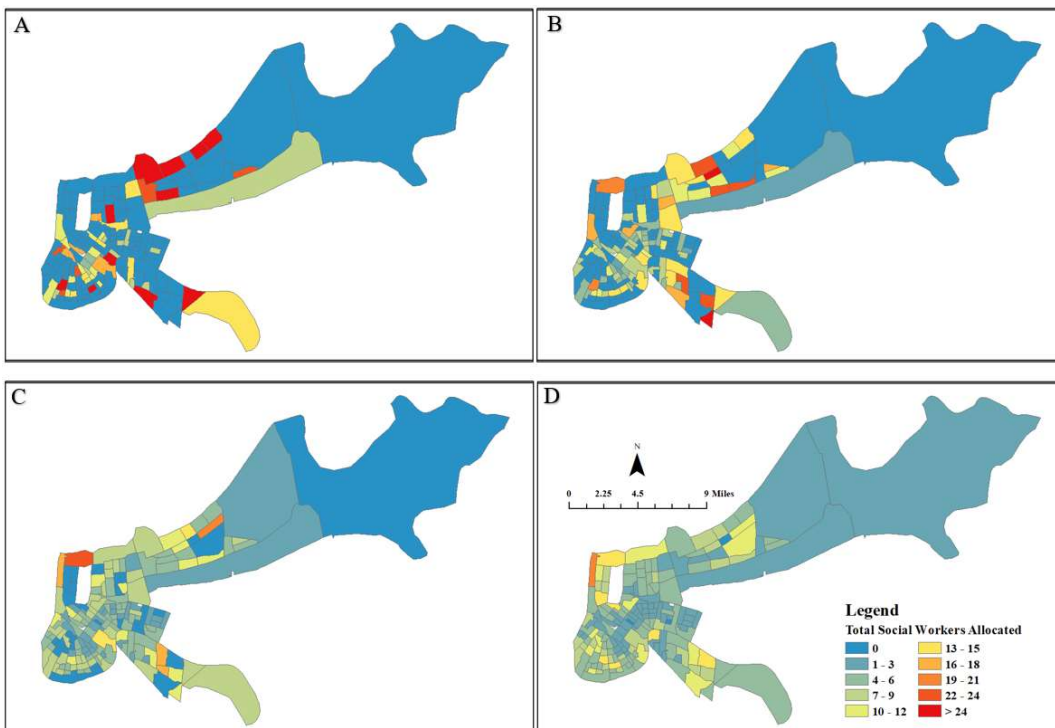 A
B
C
D
N
0 2.25 4.5 9 Miles
Legend
Total Social Workers Allocated
0
1 - 3
4 - 6
7 - 9
10 - 12
13 - 15
16 - 18
19 - 21
22 - 24
> 24